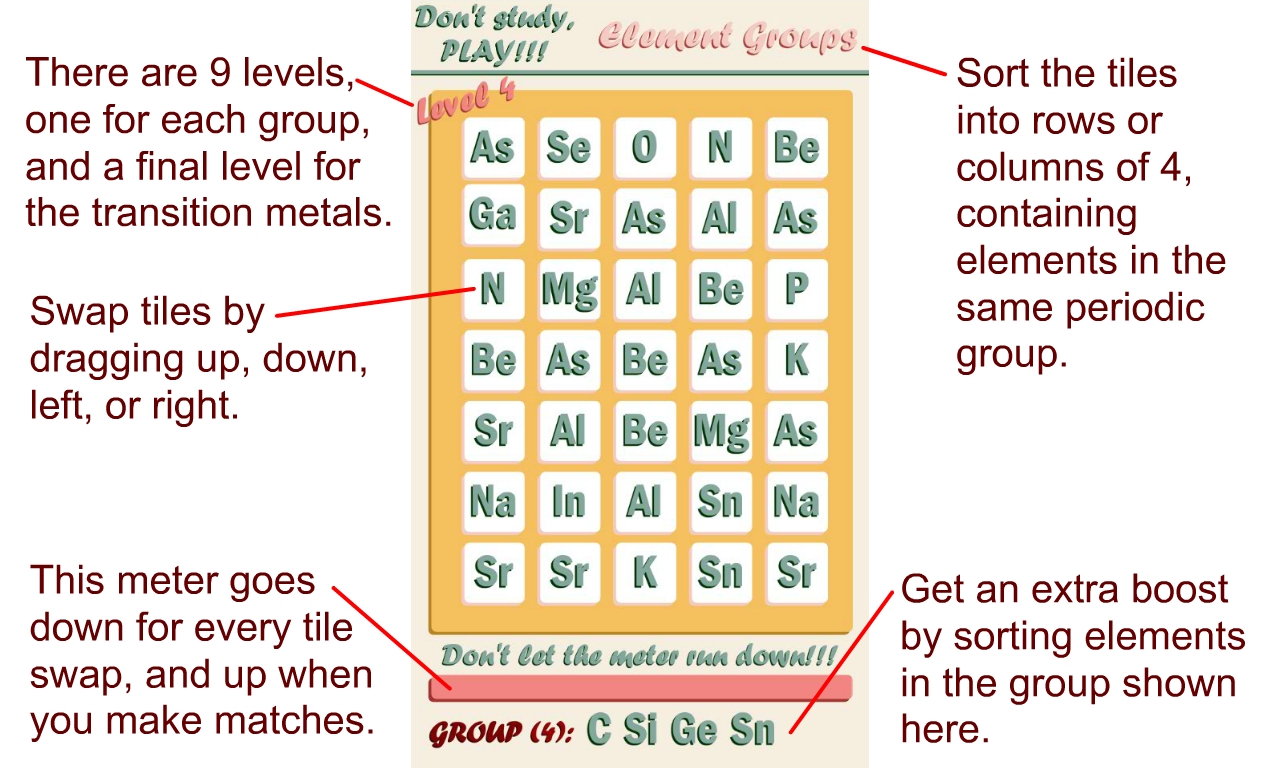 Don't study,
PLAY!!!
Element Groups
There are 9 levels,
one for each group,
and a final level for
the transition metals.
Swap tiles by
dragging up, down,
left, or right.
This meter goes
down for every tile
swap, and up when
you make matches.
Level 4
As Se O N Be
Ga Sr As Al As
N Mg Al Be P
Be As Be As K
Sr Al Be Mg As
Na In Al Sn Na
Sr Sr K Sn Sr
Don't let the meter run down!!!
GROUP (4): C Si Ge Sn
Sort the tiles
into rows or
columns of 4,
containing
elements in the
same periodic
group.
Get an extra boost
by sorting elements
in the group shown
here.